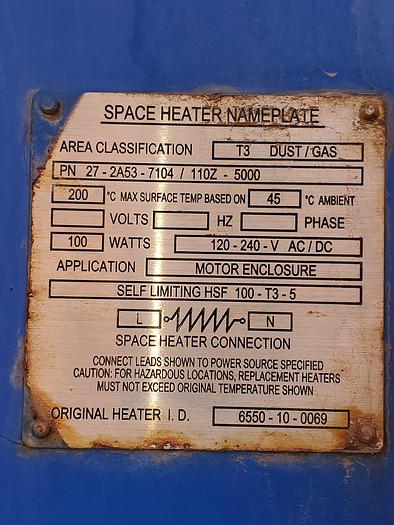 SPACE HEATER NAMEPLATE
AREA CLASSIFICATION T3 DUST / GAS
PN 27 - 2A53 - 7104 / 110Z - 5000
200 °C MAX SURFACE TEMP BASED ON 45 °C AMBIENT
VOLTS HZ PHASE
100 WATTS 120 - 240 - V AC / DC
APPLICATION MOTOR ENCLOSURE
SELF LIMITING HSF 100 - T3 - 5
L N
SPACE HEATER CONNECTION
CONNECT LEADS SHOWN TO POWER SOURCE SPECIFIED
CAUTION: FOR HAZARDOUS LOCATIONS, REPLACEMENT HEATERS
MUST NOT EXCEED ORIGINAL TEMPERATURE SHOWN
ORIGINAL HEATER I. D. 6550 - 10 - 0069